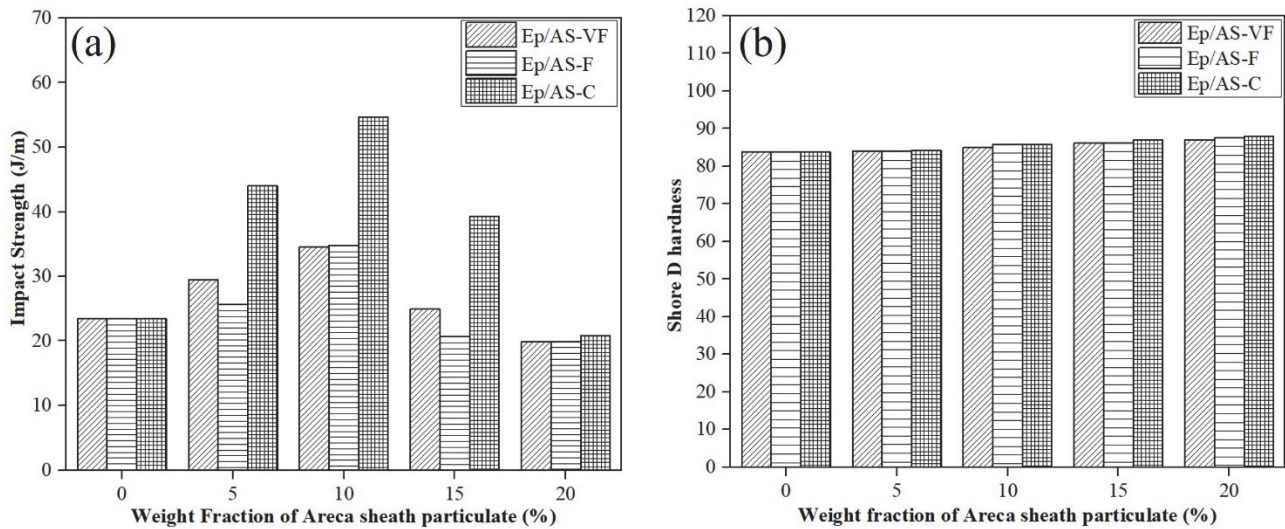 (a)
Ep/AS-VF
Ep/AS-F
Ep/AS-C
Impact Strength (J/m)
70
60
50
40
30
20
10
0
0 5 10 15 20
Weight Fraction of Areca sheath particulate (%)
(b)
Ep/AS-VF
Ep/AS-F
Ep/AS-C
Shore D hardness
120
110
100
90
80
70
60
50
40
30
20
10
0
0 5 10 15 20
Weight fraction of Areca sheath particulate (%)